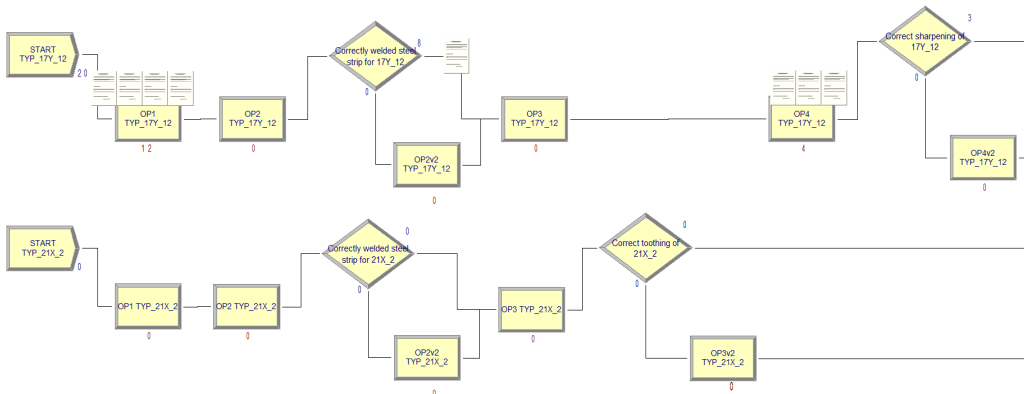 START
TYP_17Y_12
2 0
OP1
TYP_17Y_12
1 2
OP2
TYP_17Y_12
0
Correctly welded steel
strip for 17Y_12
8
0
OP2v2
TYP_17Y_12
0
OP3
TYP_17Y_12
0
OP4
TYP_17Y_12
4
Correct sharpening of
17Y_12
3
0
OP4v2
TYP_17Y_12
0
START
TYP_21X_2
0
OP1 TYP_21X_2
0
OP2 TYP_21X_2
0
Correctly welded steel
strip for 21X_2
0
0
OP2v2
TYP_21X_2
0
OP3 TYP_21X_2
0
Correct toothing of
21X_2
0
0
OP3v2
TYP_21X_2
0